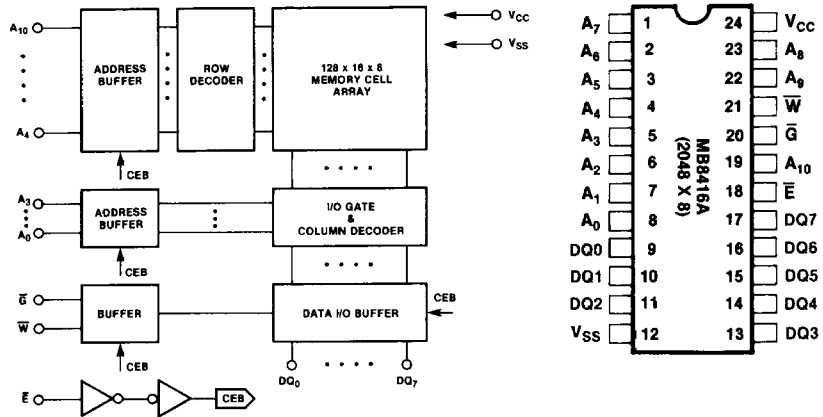 A10
ADDRESS
BUFFER
A4
CEB
ROW
DECODER
128 x 16 x 8
MEMORY CELL
ARRAY
VCC
VSS
A3
A0
ADDRESS
BUFFER
CEB
I/O GATE
&
COLUMN DECODER
G̅
W̅
BUFFER
CEB
DATA I/O BUFFER
CEB
DQ0
DQ7
E̅
CEB
A7 1 24 VCC
A6 2 23 A8
A5 3 22 A9
A4 4 21 W̅
A3 5 20 G̅
A2 6 19 A10
A1 7 18 E̅
A0 8 17 DQ7
DQ0 9 16 DQ6
DQ1 10 15 DQ5
DQ2 11 14 DQ4
VSS 12 13 DQ3
MB8416A
(2048 X 8)